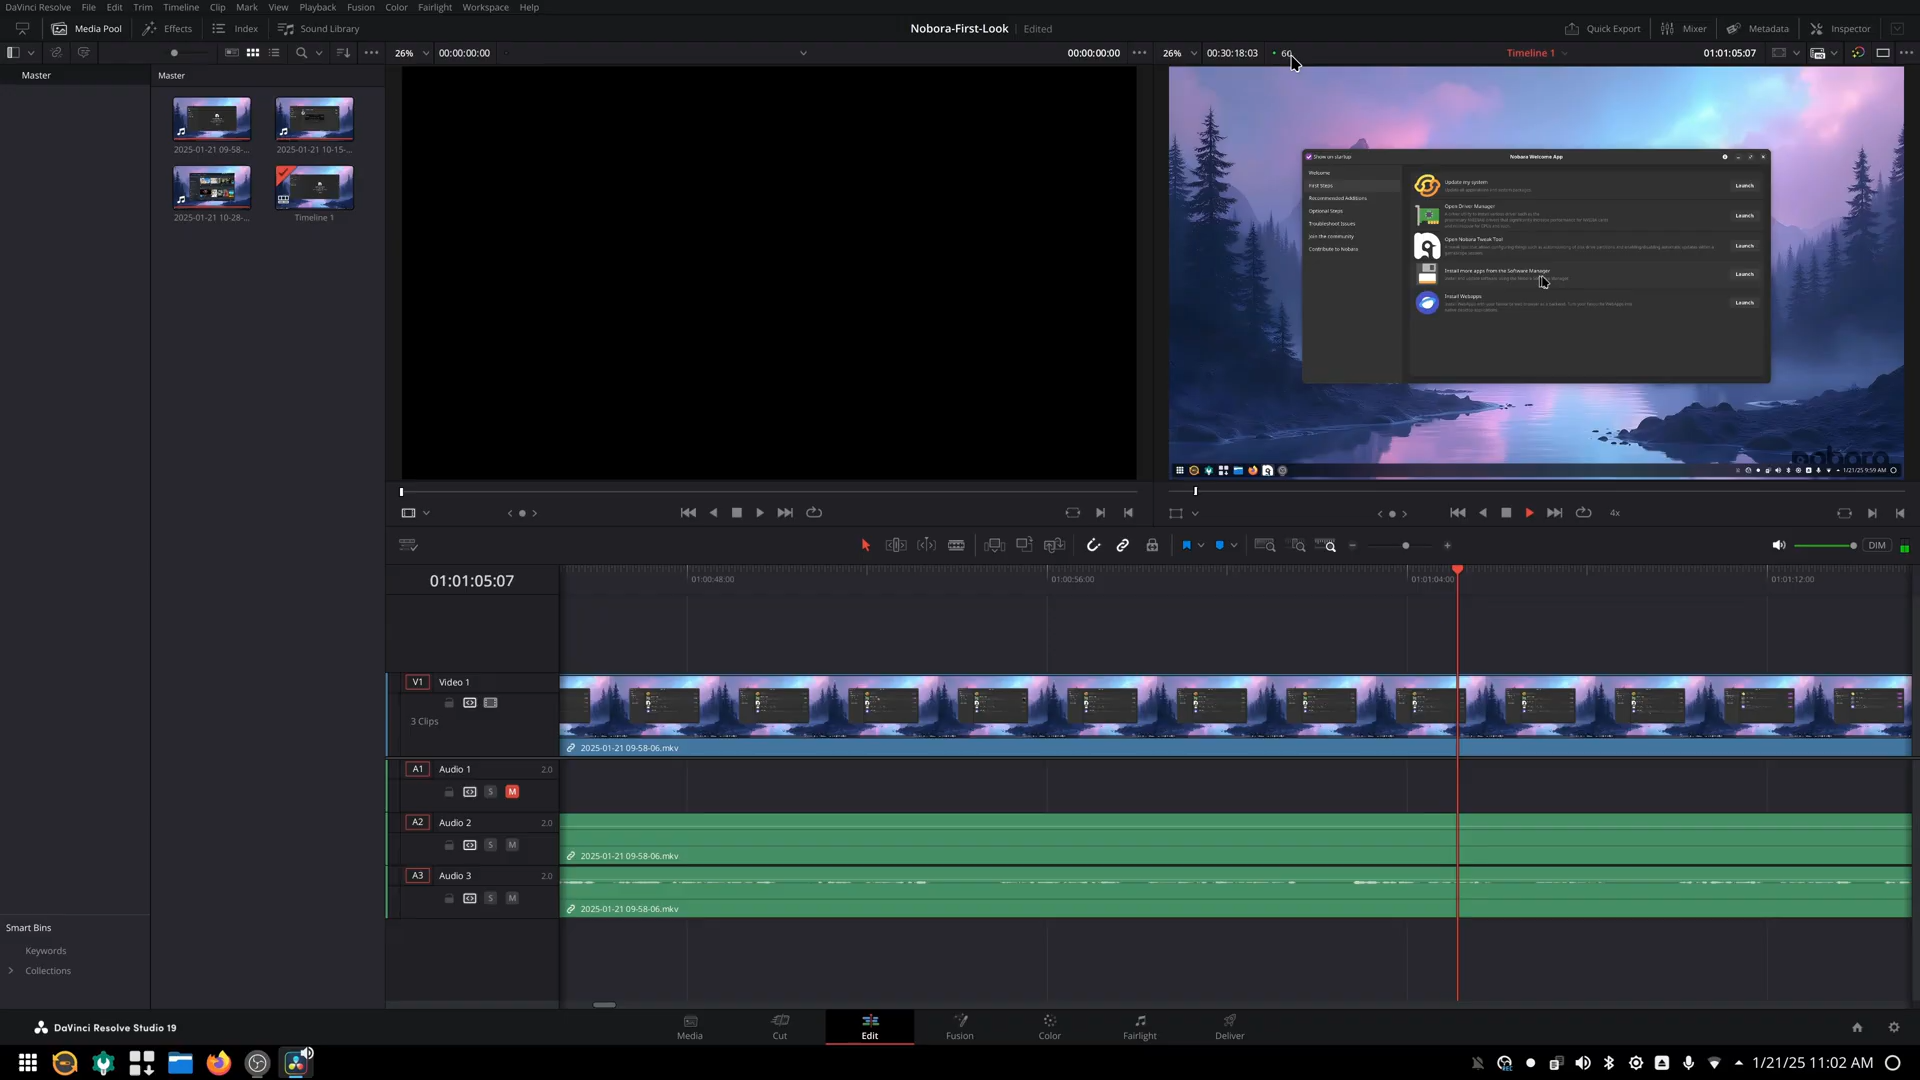 DaVinci Resolve File Edit Trim Timeline Clip Mark View Playback Fusion Color Fairlight Workspace Help
Media Pool Effects Index Sound Library Nobora-First-Look Edited Quick Export Mixer Metadata Inspector
26% 00:00:00:00 00:00:00:00 26% 00:30:18:03 60 Timeline 1 01:01:05:07
Master Master
2025-01-21 09-58-... 2025-01-21 10-15-...
2025-01-21 10-28-... Timeline 1
Show on startup Nobara Welcome App
Welcome
First Steps
Recommended Additions
Optional Steps
Troubleshoot Issues
Join the community
Contribute to Nobara
Update my system Launch
Open Driver Manager Launch
Open Nobara Tweak Tool Launch
Install more apps from the Software Manager Launch
Install Webapps Launch
1/21/25 9:59 AM
4x
DIM
01:01:05:07 01:00:48:00 01:00:56:00 01:01:04:00 01:01:12:00
V1 Video 1
3 Clips
2025-01-21 09-58-06.mkv
A1 Audio 1 2.0
S M
A2 Audio 2 2.0
S M
2025-01-21 09-58-06.mkv
A3 Audio 3 2.0
S M
2025-01-21 09-58-06.mkv
Smart Bins
Keywords
Collections
DaVinci Resolve Studio 19
Media Cut Edit Fusion Color Fairlight Deliver
1/21/25 11:02 AM